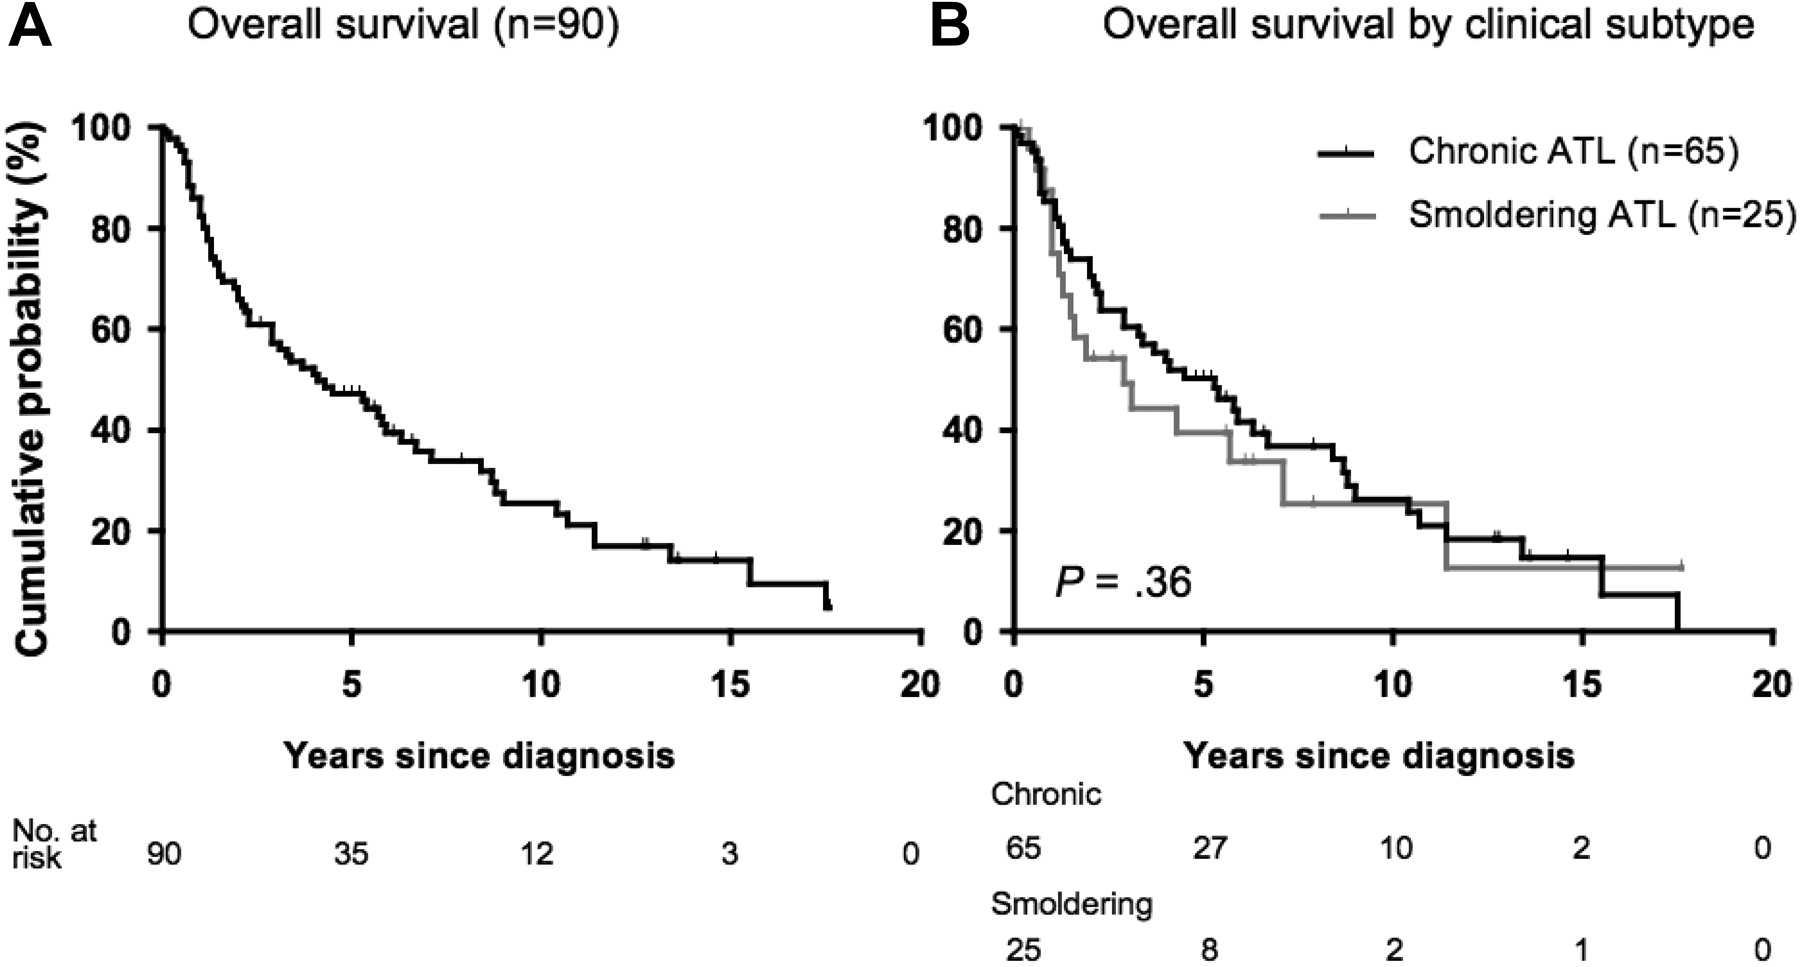 A
Overall survival (n=90)
Cumulative probability (%)
100
80
60
40
20
0
0 5 10 15 20
Years since diagnosis
No. at
risk
90 35 12 3 0
B
Overall survival by clinical subtype
100
80
60
40
20
0
Chronic ATL (n=65)
Smoldering ATL (n=25)
P = .36
0 5 10 15 20
Years since diagnosis
Chronic
65 27 10 2 0
Smoldering
25 8 2 1 0